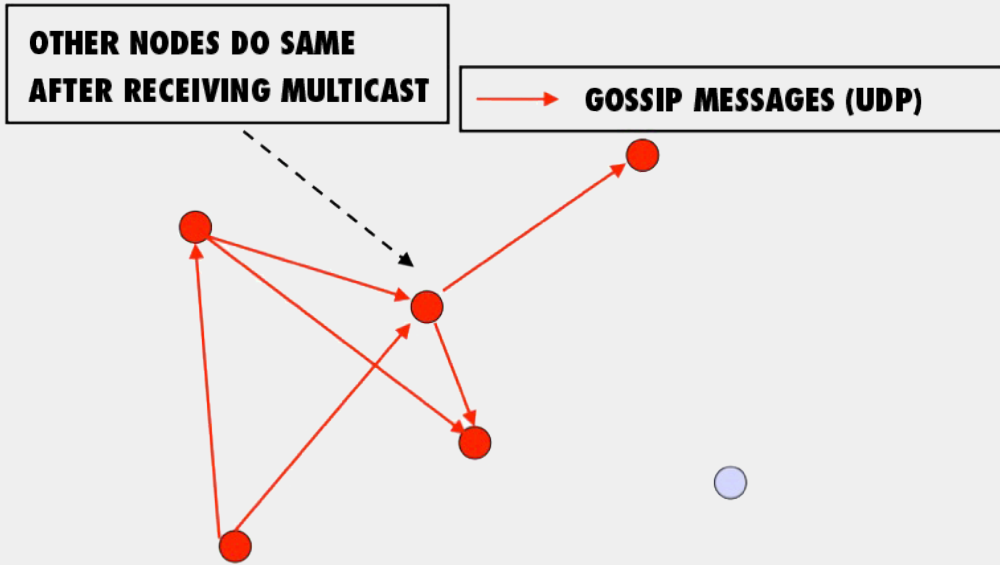 OTHER NODES DO SAME
AFTER RECEIVING MULTICAST
GOSSIP MESSAGES (UDP)